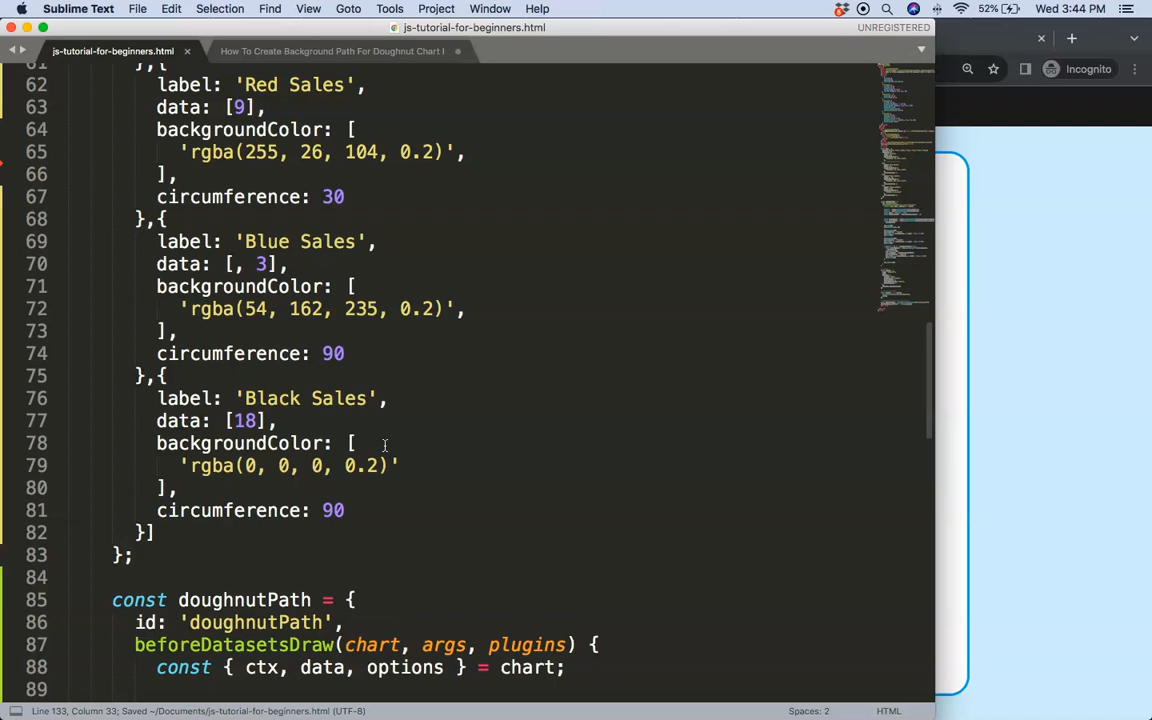 Sublime Text File Edit Selection Find View Goto Tools Project Window Help 52% Wed 3:44 PM
js-tutorial-for-beginners.html UNREGISTERED
js-tutorial-for-beginners.html × How To Create Background Path For Doughnut Chart I
Incognito
61 },{
62 label: 'Red Sales',
63 data: [9],
64 backgroundColor: [
65 'rgba(255, 26, 104, 0.2)',
66 ],
67 circumference: 30
68 },{
69 label: 'Blue Sales',
70 data: [, 3],
71 backgroundColor: [
72 'rgba(54, 162, 235, 0.2)',
73 ],
74 circumference: 90
75 },{
76 label: 'Black Sales',
77 data: [18],
78 backgroundColor: [
79 'rgba(0, 0, 0, 0.2)'
80 ],
81 circumference: 90
82 }]
83 };
84
85 const doughnutPath = {
86 id: 'doughnutPath',
87 beforeDatasetsDraw(chart, args, plugins) {
88 const { ctx, data, options } = chart;
89
Line 133, Column 33; Saved ~/Documents/js-tutorial-for-beginners.html (UTF-8) Spaces: 2 HTML